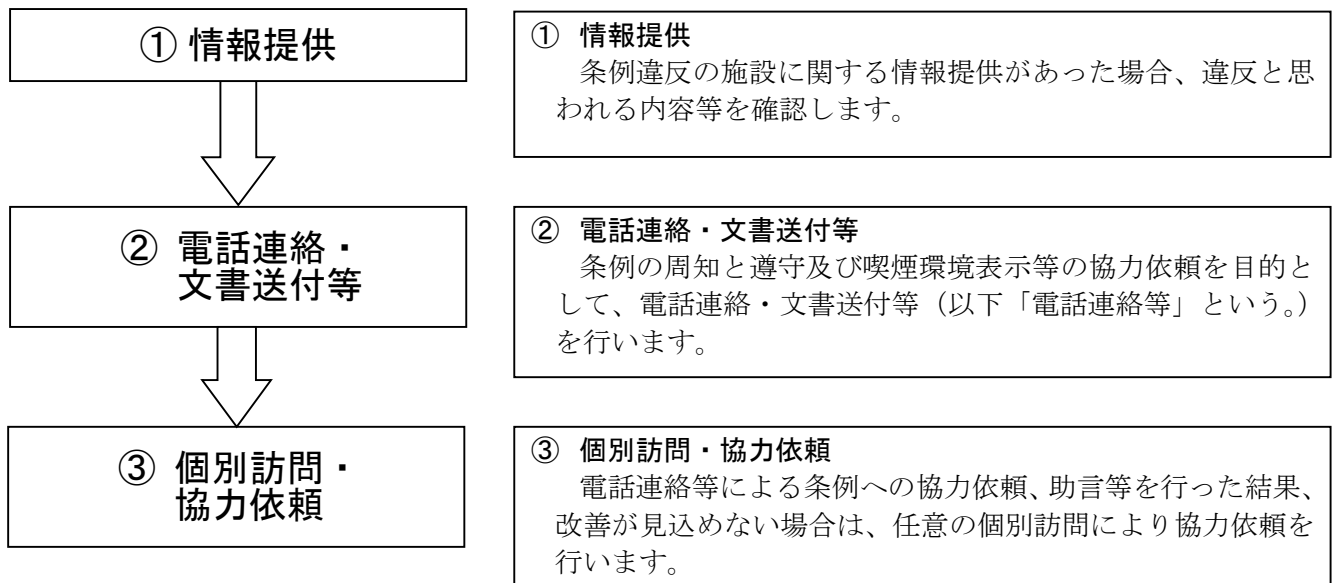 ① 情報提供
① 情報提供
条例違反の施設に関する情報提供があった場合、違反と思
われる内容等を確認します。
② 電話連絡・
文書送付等
② 電話連絡・文書送付等
条例の周知と遵守及び喫煙環境表示等の協力依頼を目的と
して、電話連絡・文書送付等（以下「電話連絡等」という。）
を行います。
③ 個別訪問・
協力依頼
③ 個別訪問・協力依頼
電話連絡等による条例への協力依頼、助言等を行った結果、
改善が見込めない場合は、任意の個別訪問により協力依頼を
行います。